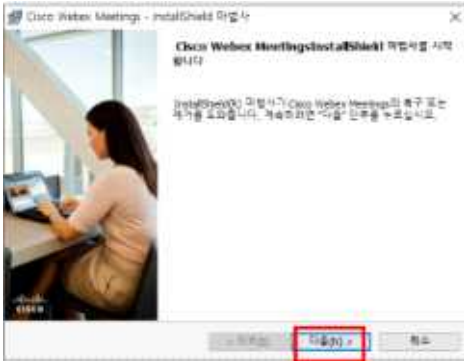 Cisco Webex Meetings - InstallShield 마법사
Cisco Webex MeetingsInstallShield 마법사를 시작
합니다
InstallShield(R) 마법사가 Cisco Webex Meetings의 복구 또는
제거를 도와줍니다. 계속하려면 "다음" 단추를 누르십시오.
CISCO
다음(N) >
취소